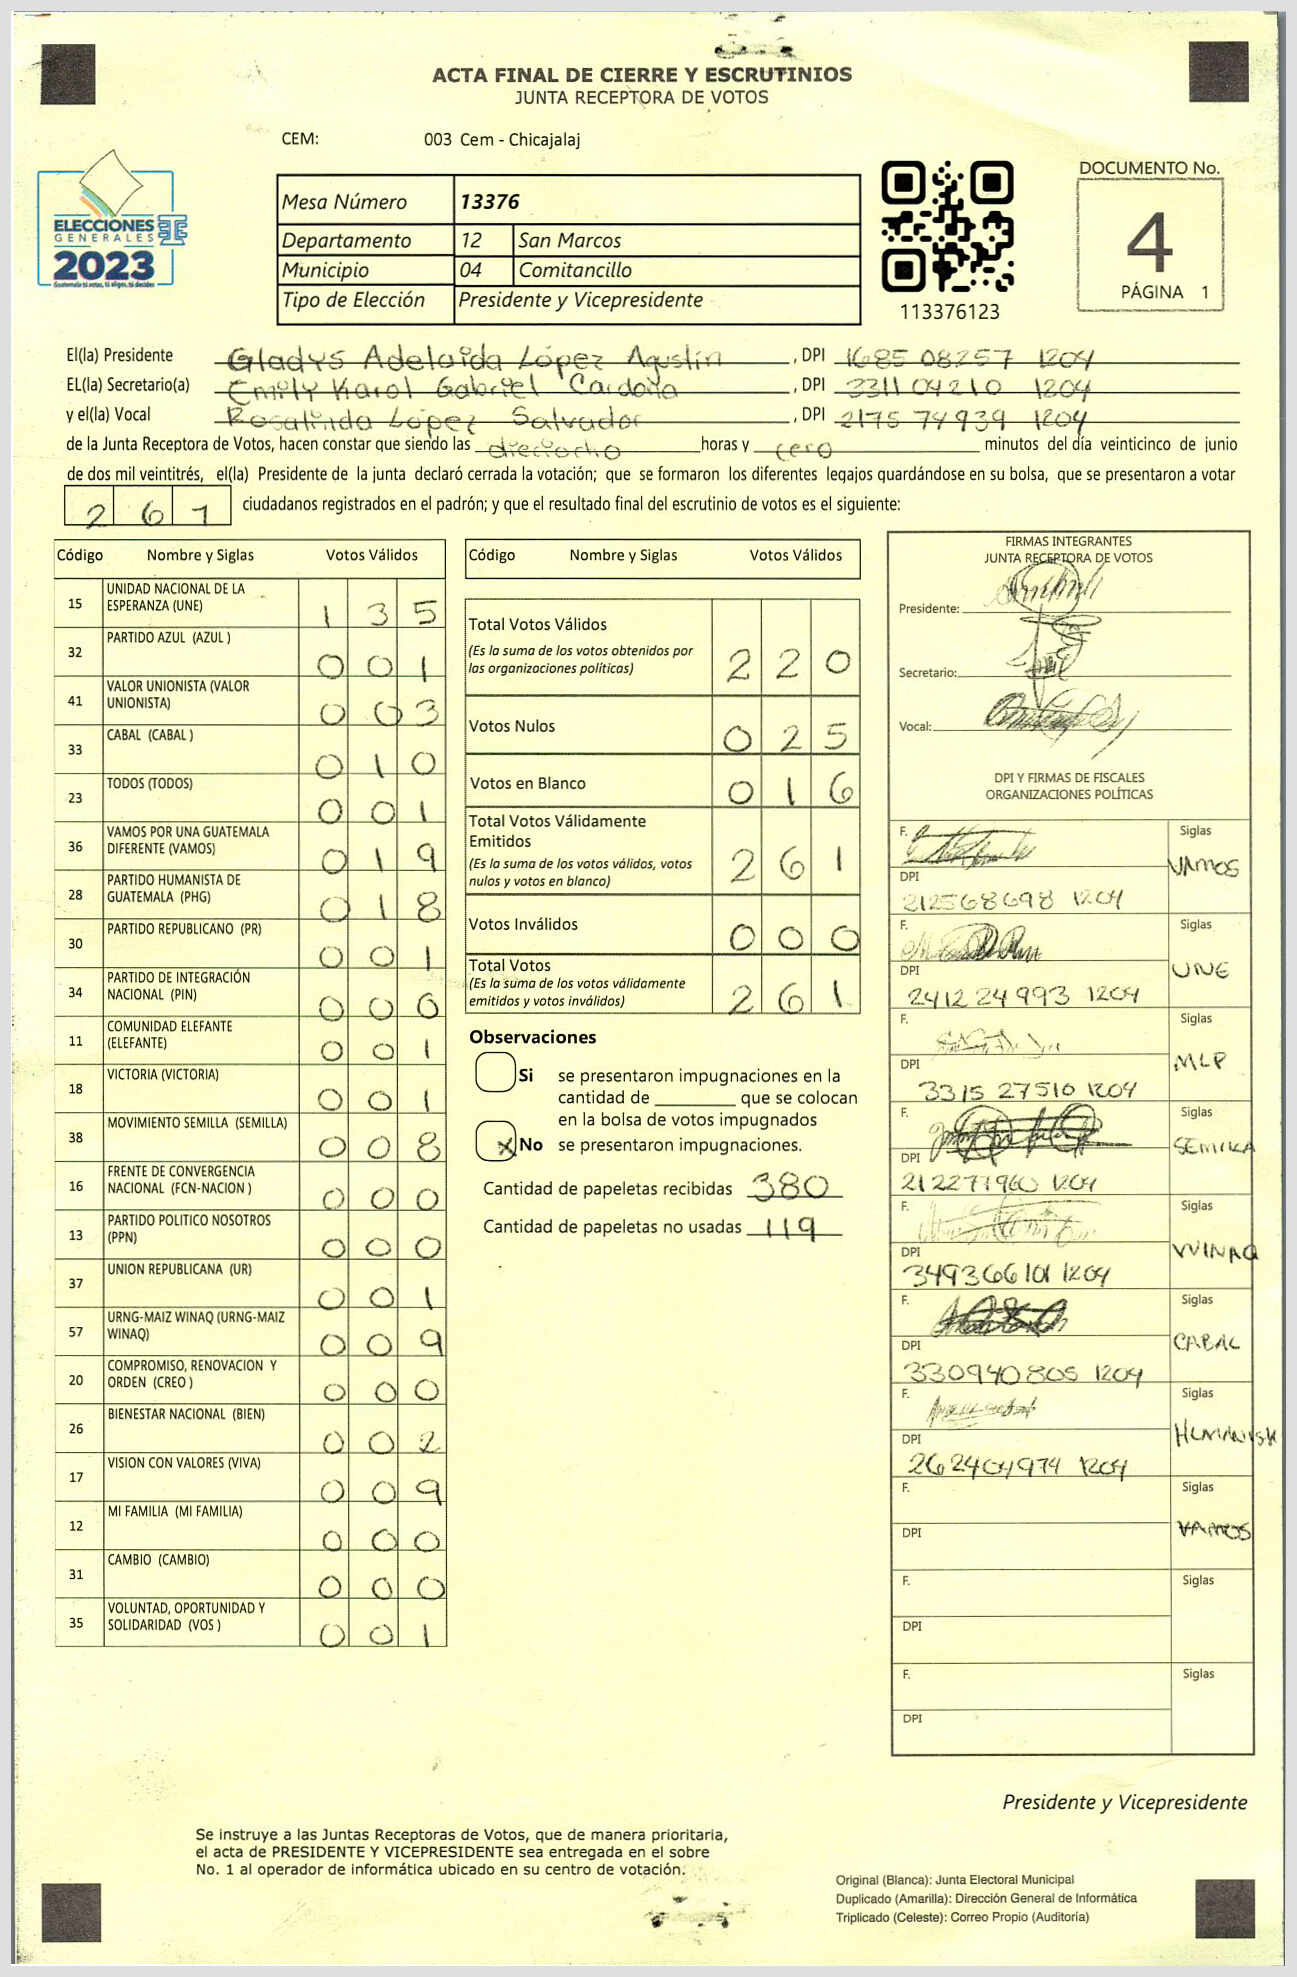 ACTA FINAL DE CIERRE Y ESCRUTINIOS
JUNTA RECEPTORA DE VOTOS
CEM: 003 Cem - Chicajalaj
ELECCIONES
GENERALES
2023
Guatemala tú votas, tú eliges, tú decides
Mesa Número 13376
Departamento 12 San Marcos
Municipio 04 Comitancillo
Tipo de Elección Presidente y Vicepresidente
113376123
DOCUMENTO No.
4
PÁGINA 1
El(la) Presidente Gladys Adelaida López Agustín , DPI 1685 08257 1204
EL(la) Secretario(a) Emily Karol Gabriel Cardona , DPI 3311 04210 1204
y el(la) Vocal Rosalinda López Salvador , DPI 2175 74939 1204
de la Junta Receptora de Votos, hacen constar que siendo las dieciocho horas y cero minutos del día veinticinco de junio
de dos mil veintitrés, el(la) Presidente de la junta declaró cerrada la votación; que se formaron los diferentes legajos guardándose en su bolsa, que se presentaron a votar
261 ciudadanos registrados en el padrón; y que el resultado final del escrutinio de votos es el siguiente:
Código Nombre y Siglas Votos Válidos
15 UNIDAD NACIONAL DE LA ESPERANZA (UNE) 1 3 5
32 PARTIDO AZUL (AZUL ) 0 0 1
41 VALOR UNIONISTA (VALOR UNIONISTA) 0 0 3
33 CABAL (CABAL ) 0 1 0
23 TODOS (TODOS) 0 0 1
36 VAMOS POR UNA GUATEMALA DIFERENTE (VAMOS) 0 1 9
28 PARTIDO HUMANISTA DE GUATEMALA (PHG) 0 1 8
30 PARTIDO REPUBLICANO (PR) 0 0 1
34 PARTIDO DE INTEGRACIÓN NACIONAL (PIN) 0 0 0
11 COMUNIDAD ELEFANTE (ELEFANTE) 0 0 1
18 VICTORIA (VICTORIA) 0 0 1
38 MOVIMIENTO SEMILLA (SEMILLA) 0 0 8
16 FRENTE DE CONVERGENCIA NACIONAL (FCN-NACION ) 0 0 0
13 PARTIDO POLITICO NOSOTROS (PPN) 0 0 0
37 UNION REPUBLICANA (UR) 0 0 1
57 URNG-MAIZ WINAQ (URNG-MAIZ WINAQ) 0 0 9
20 COMPROMISO, RENOVACION Y ORDEN (CREO ) 0 0 0
26 BIENESTAR NACIONAL (BIEN) 0 0 2
17 VISION CON VALORES (VIVA) 0 0 9
12 MI FAMILIA (MI FAMILIA) 0 0 0
31 CAMBIO (CAMBIO) 0 0 0
35 VOLUNTAD, OPORTUNIDAD Y SOLIDARIDAD (VOS ) 0 0 1
Código Nombre y Siglas Votos Válidos
Total Votos Válidos 2 2 0
(Es la suma de los votos obtenidos por
las organizaciones políticas)
Votos Nulos 0 2 5
Votos en Blanco 0 1 6
Total Votos Válidamente
Emitidos 2 6 1
(Es la suma de los votos válidos, votos
nulos y votos en blanco)
Votos Inválidos 0 0 0
Total Votos 2 6 1
(Es la suma de los votos válidamente
emitidos y votos inválidos)
Observaciones
Si se presentaron impugnaciones en la
cantidad de ________ que se colocan
en la bolsa de votos impugnados
x No se presentaron impugnaciones.
Cantidad de papeletas recibidas 380
Cantidad de papeletas no usadas 119
FIRMAS INTEGRANTES
JUNTA RECEPTORA DE VOTOS
Presidente:
Secretario:
Vocal:
DPI Y FIRMAS DE FISCALES
ORGANIZACIONES POLÍTICAS
F. Siglas VAMOS
DPI 212568698 1204
F. Siglas UNE
DPI 2412 24 993 1204
F. Siglas MLP
DPI 3315 27510 1204
F. Siglas SEMILLA
DPI 212277960 1204
F. Siglas WINAQ
DPI 349366101 1204
F. Siglas CABAL
DPI 330940805 1204
F. Siglas
DPI 262404974 1204
F. Siglas VAMOS
DPI
F. Siglas
DPI
F. Siglas
DPI
Presidente y Vicepresidente
Se instruye a las Juntas Receptoras de Votos, que de manera prioritaria,
el acta de PRESIDENTE Y VICEPRESIDENTE sea entregada en el sobre
No. 1 al operador de informática ubicado en su centro de votación.
Original (Blanca): Junta Electoral Municipal
Duplicado (Amarilla): Dirección General de Informática
Triplicado (Celeste): Correo Propio (Auditoría)